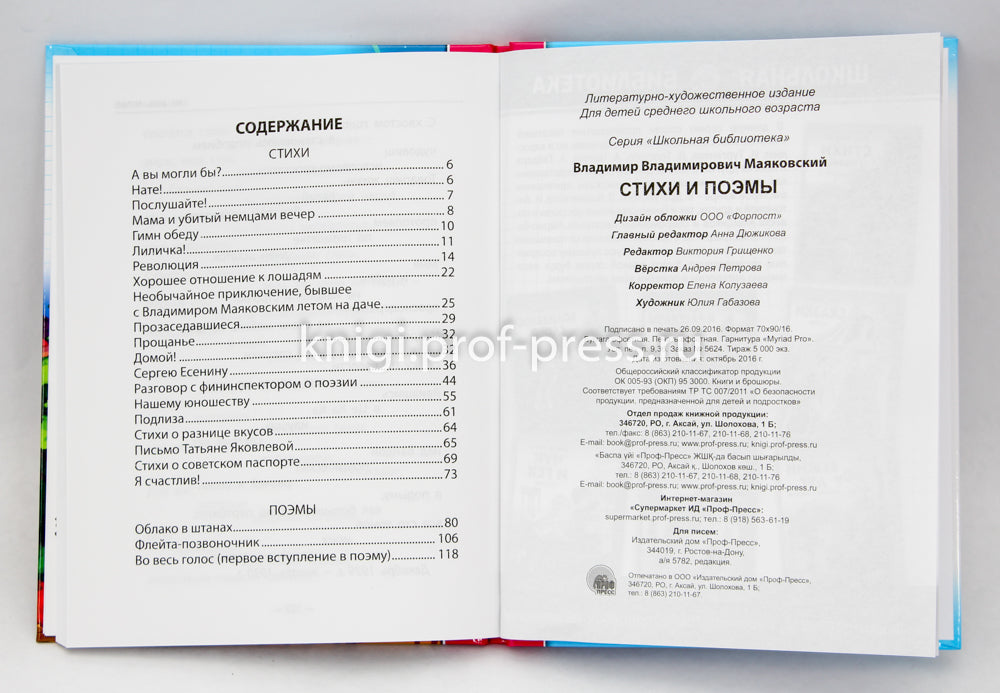 СОДЕРЖАНИЕ
СТИХИ
А вы могли бы? 6
Нате! 6
Послушайте! 7
Мама и убитый немцами вечер 8
Гимн обеду 10
Лиличка! 11
Революция 14
Хорошее отношение к лошадям 22
Необычайное приключение, бывшее
с Владимиром Маяковским летом на даче. 25
Прозаседавшиеся 29
Прощанье 32
Домой! 32
Сергею Есенину 36
Разговор с фининспектором о поэзии 44
Нашему юношеству 55
Подлиза 61
Стихи о разнице вкусов 64
Письмо Татьяне Яковлевой 65
Стихи о советском паспорте 69
Я счастлив! 73
ПОЭМЫ
Облако в штанах 80
Флейта-позвоночник 106
Во весь голос (первое вступление в поэму) 118
Литературно-художественное издание
Для детей среднего школьного возраста
Серия «Школьная библиотека»
Владимир Владимирович Маяковский
СТИХИ И ПОЭМЫ
Дизайн обложки ООО «Форпост»
Главный редактор Анна Дюжикова
Редактор Виктория Грищенко
Вёрстка Андрея Петрова
Корректор Елена Колузаева
Художник Юлия Габазова
Подписано в печать 26.09.2016. Формат 70х90/16.
Гарнитура «Myriad Pro».
5624. Тираж 5 000 экз.
октябрь 2016 г.
Общероссийский классификатор продукции
ОК 005-93 (ОКП) 95 3000. Книги и брошюры.
Соответствует требованиям ТР ТС 007/2011 «О безопасности
продукции, предназначенной для детей и подростков»
Отдел продаж книжной продукции:
346720, РО, г. Аксай, ул. Шолохова, 1 Б;
тел./факс: 8 (863) 210-11-67, 210-11-68, 210-11-76
E-mail: book@prof-press.ru; www.prof-press.ru; knigi.prof-press.ru
«Баспа үйі «Проф-Пресс» ЖШҚ-да басып шығарылды,
346720, РО, Аксай қ., Шолохов көш., 1 Б;
тел.: 8 (863) 210-11-67, 210-11-68, 210-11-76
E-mail: book@prof-press.ru; www.prof-press.ru; knigi.prof-press.ru
Интернет-магазин
«Супермаркет ИД «Проф-Пресс»:
supermarket.prof-press.ru; тел.: 8 (918) 563-61-19
Для писем:
Издательский дом «Проф-Пресс»,
344019, г. Ростов-на-Дону,
а/я 5782, редакция.
ПРОФ
ПРЕСС
Отпечатано в ООО «Издательский дом «Проф-Пресс»,
346720, РО, г. Аксай, ул. Шолохова, 1 Б;
тел.: 8 (863) 210-11-67.
knigi.prof-press.ru